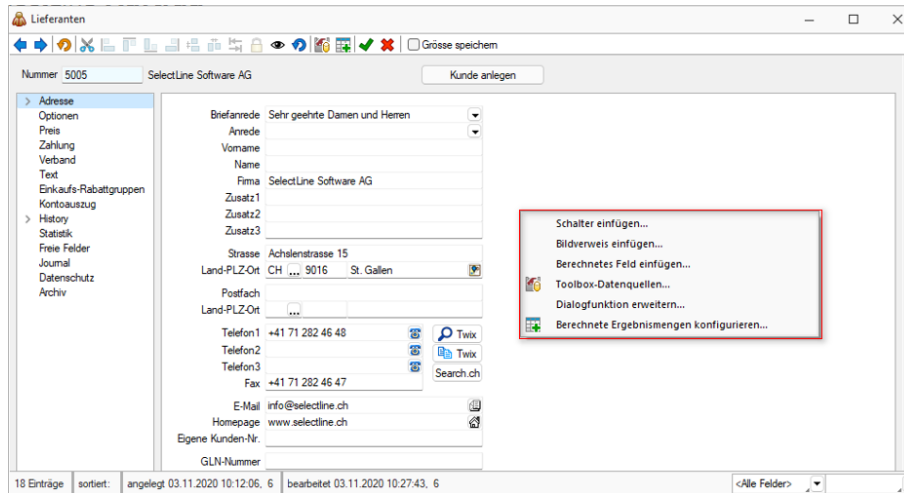 Lieferanten
Grösse speichern
Nummer 5005 SelectLine Software AG Kunde anlegen
Adresse
Optionen
Preis
Zahlung
Verband
Text
Einkaufs-Rabattgruppen
Kontoauszug
History
Statistik
Freie Felder
Journal
Datenschutz
Archiv
Briefanrede Sehr geehrte Damen und Herren
Anrede
Vorname
Name
Firma SelectLine Software AG
Zusatz1
Zusatz2
Zusatz3
Strasse Achslenstrasse 15
Land-PLZ-Ort CH ... 9016 St. Gallen
Postfach
Land-PLZ-Ort ...
Telefon1 +41 71 282 46 48 Twix
Telefon2 Twix
Telefon3 Search.ch
Fax +41 71 282 46 47
E-Mail info@selectline.ch
Homepage www.selectline.ch
Eigene Kunden-Nr.
GLN-Nummer
Schalter einfügen...
Bildverweis einfügen...
Berechnetes Feld einfügen...
Toolbox-Datenquellen...
Dialogfunktion erweitern...
Berechnete Ergebnismengen konfigurieren...
18 Einträge sortiert: angelegt 03.11.2020 10:12:06, 6 bearbeitet 03.11.2020 10:27:43, 6 <Alle Felder>